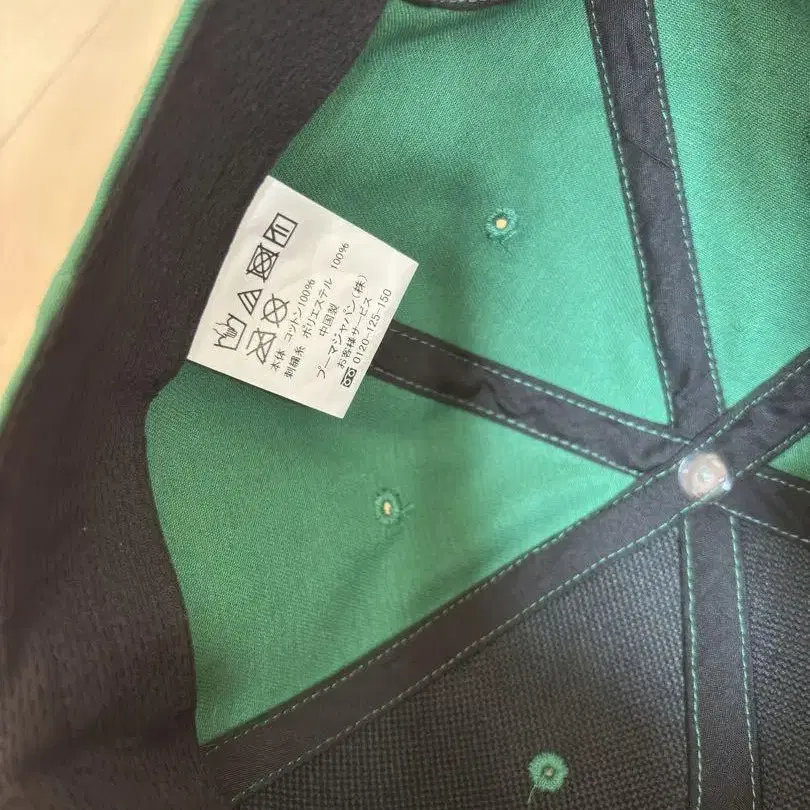 本体 コットン100%
刺繍糸 ポリエステル 100%
中国製
プーマジャパン(株)
お客様サービス
0120-125-150